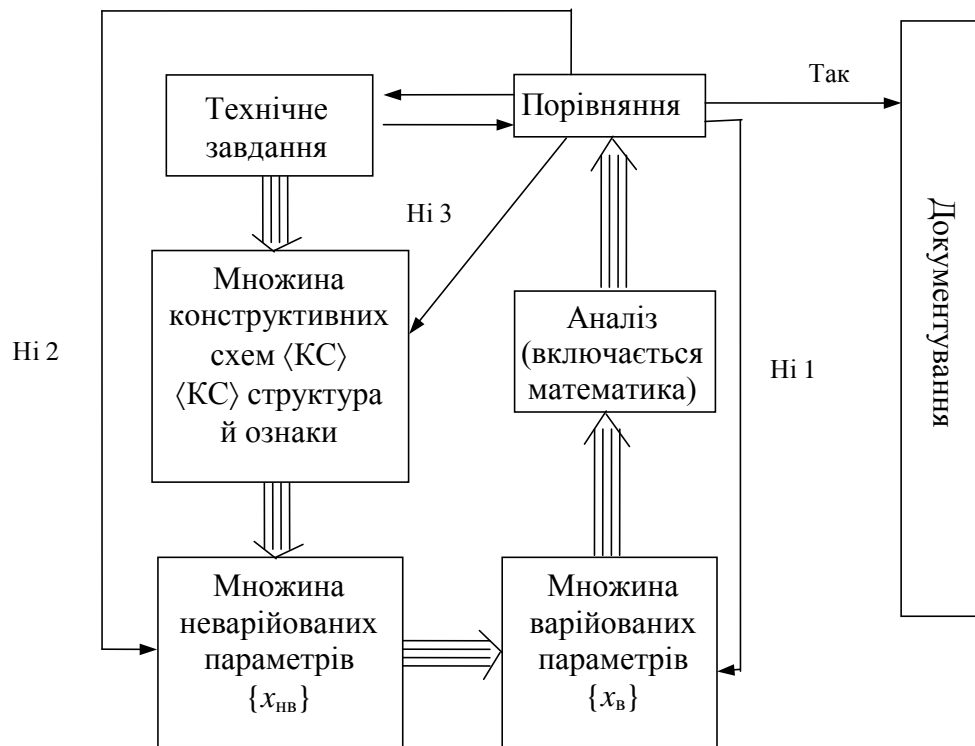 Технічне
завдання
Порівняння
Так
Ні 3
Множина
конструктивних
схем ⟨КС⟩
⟨КС⟩ структура
й ознаки
Аналіз
(включається
математика)
Ні 2
Ні 1
Документування
Множина
неварійованих
параметрів
{xнв}
Множина
варійованих
параметрів
{xв}